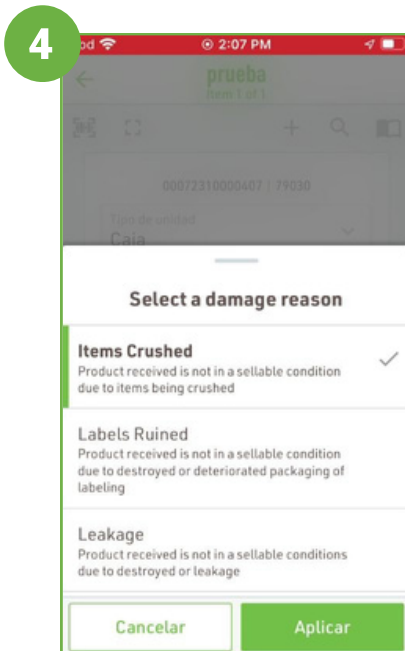 4
od 2:07 PM
prueba
Item 1 of 1
00072310000407 | 79030
Tipo de unidad
Caja
Select a damage reason
Items Crushed
Product received is not in a sellable condition
due to items being crushed
Labels Ruined
Product received is not in a sellable condition
due to destroyed or deteriorated packaging of
labeling
Leakage
Product received is not in a sellable conditions
due to destroyed or leakage
Cancelar Aplicar